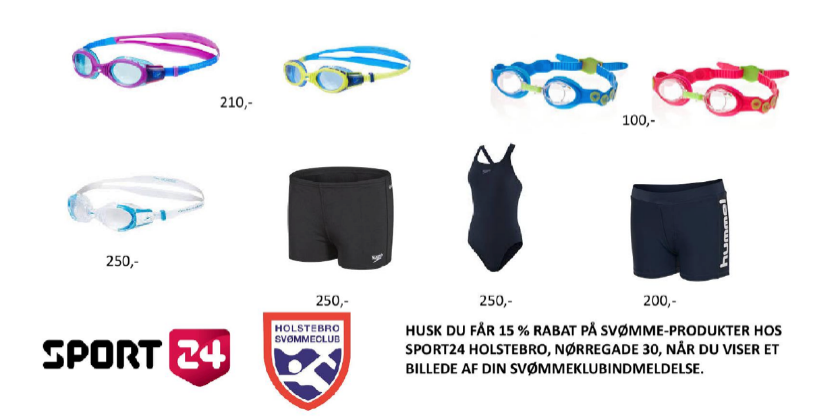 210,-
100,-
250,-
hummel
250,-
250,-
200,-
SPORT 24
HOLSTEBRO
SVØMMECLUB
HUSK DU FÅR 15 % RABAT PÅ SVØMME-PRODUKTER HOS
SPORT24 HOLSTEBRO, NØRREGADE 30, NÅR DU VISER ET
BILLEDE AF DIN SVØMMEKLUBINDMELDELSE.